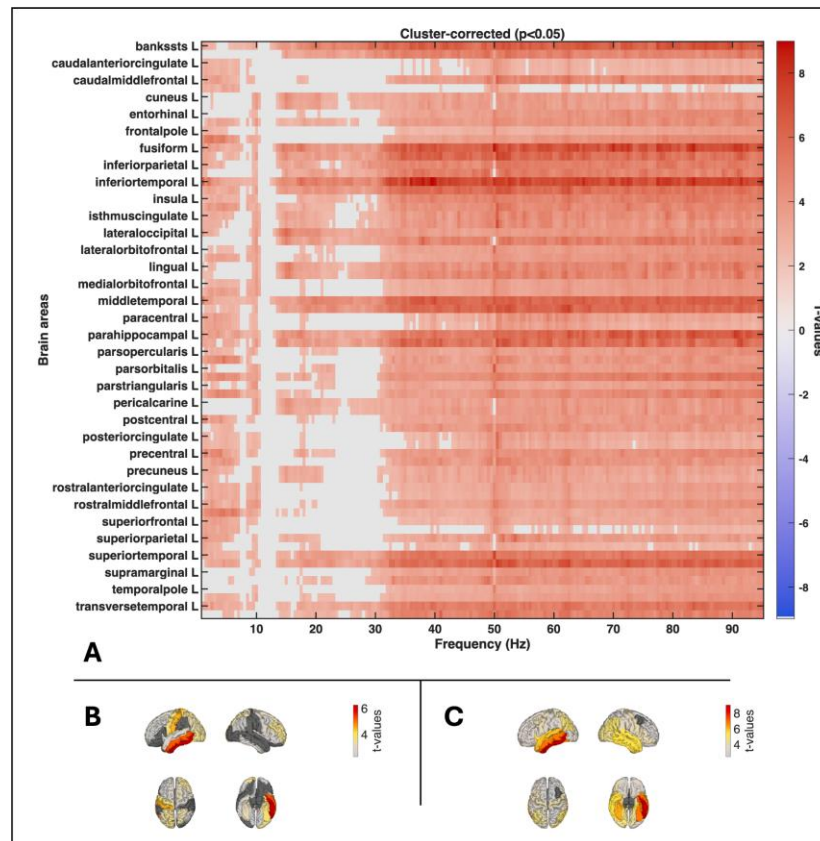 Cluster-corrected (p<0.05)
Brain areas
bankssts L
caudalanteriorcingulate L
caudalmiddlefrontal L
cuneus L
entorhinal L
frontalpole L
fusiform L
inferiorparietal L
inferiortemporal L
insula L
isthmuscingulate L
lateraloccipital L
lateralorbitofrontal L
lingual L
medialorbitofrontal L
middletemporal L
paracentral L
parahippocampal L
parsopercularis L
parsorbitalis L
parstriangularis L
pericalcarine L
postcentral L
posteriorcingulate L
precentral L
precuneus L
rostralanteriorcingulate L
rostralmiddlefrontal L
superiorfrontal L
superiorparietal L
superiortemporal L
supramarginal L
temporalpole L
transversetemporal L
10 20 30 40 50 60 70 80 90
Frequency (Hz)
8
6
4
2
0
-2
-4
-6
-8
T-values
A
B
6
4
t-values
C
8
6
4
t-values